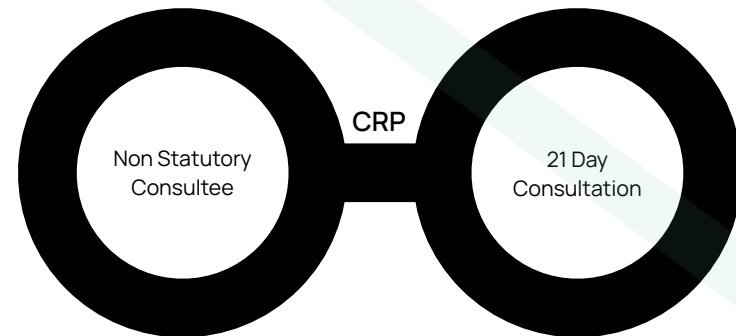 CRP
Non Statutory
Consultee
21 Day
Consultation